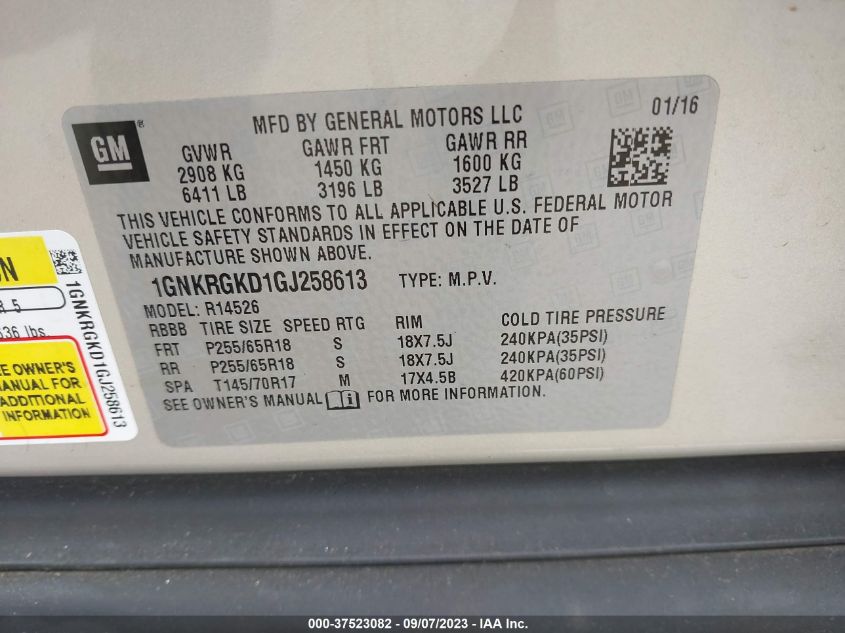 GM®
MFD BY GENERAL MOTORS LLC
01/16
GVWR GAWR FRT GAWR RR
2908 KG 1450 KG 1600 KG
6411 LB 3196 LB 3527 LB
THIS VEHICLE CONFORMS TO ALL APPLICABLE U.S. FEDERAL MOTOR
VEHICLE SAFETY STANDARDS IN EFFECT ON THE DATE OF
MANUFACTURE SHOWN ABOVE.
1GNKRGKD1GJ258613 TYPE: M.P.V.
MODEL: R14526
RBBB TIRE SIZE SPEED RTG RIM COLD TIRE PRESSURE
FRT P255/65R18 S 18X7.5J 240KPA(35PSI)
RR P255/65R18 S 18X7.5J 240KPA(35PSI)
SPA T145/70R17 M 17X4.5B 420KPA(60PSI)
SEE OWNER'S MANUAL FOR MORE INFORMATION.
ON
R 5
636 lbs.
EE OWNER'S
MANUAL FOR
ADDITIONAL
INFORMATION
1GNKRGKD1GJ258613
000-37523082 - 09/07/2023 - IAA Inc.